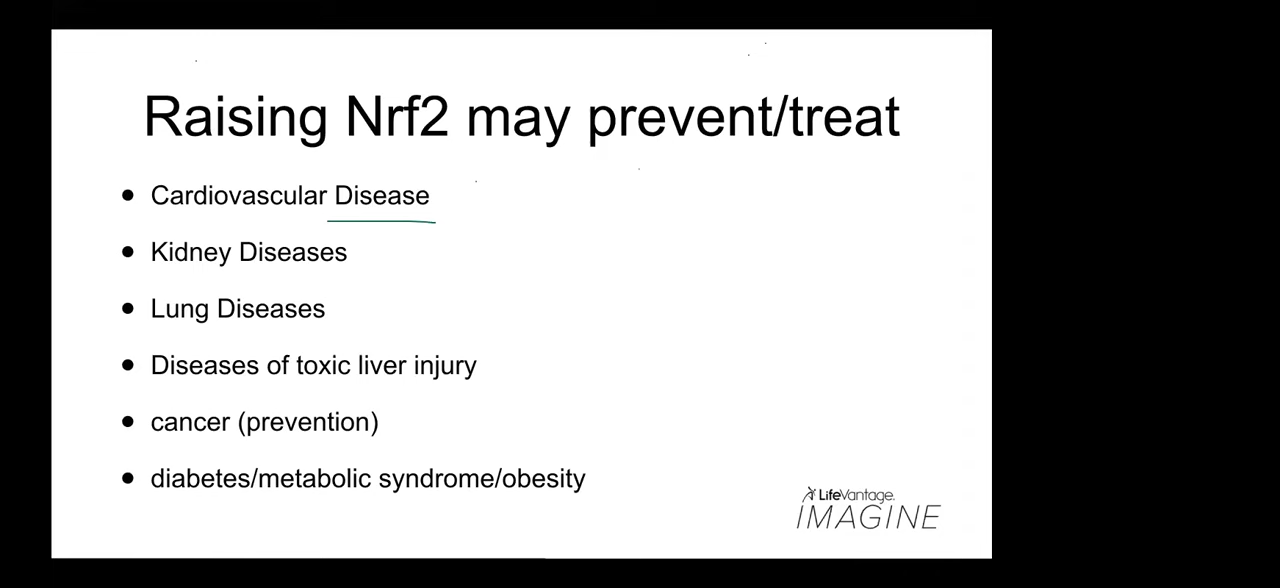 Raising Nrf2 may prevent/treat
• Cardiovascular Disease
• Kidney Diseases
• Lung Diseases
• Diseases of toxic liver injury
• cancer (prevention)
• diabetes/metabolic syndrome/obesity
LifeVantage.
IMAGINE